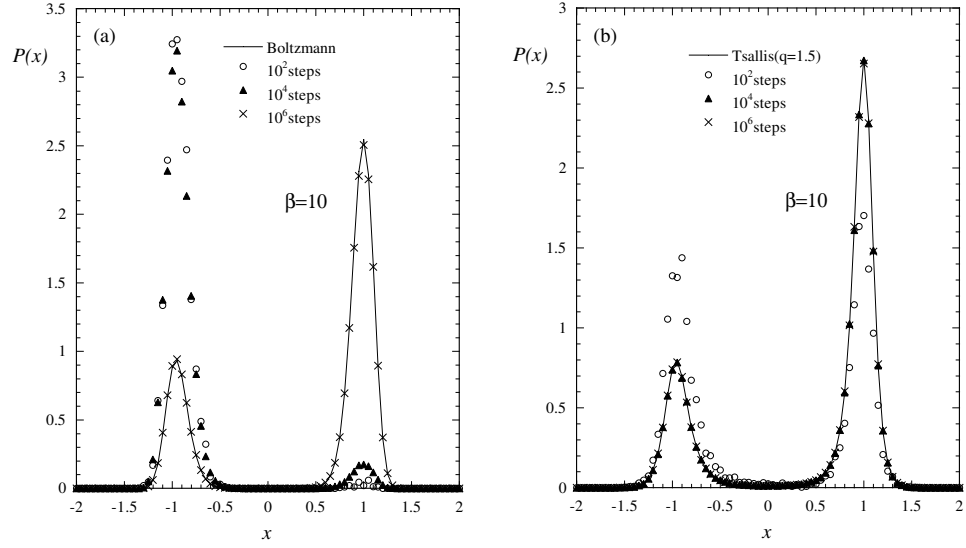 (a)
P(x)
Boltzmann
10²steps
10⁴steps
10⁶steps
β=10
3.5
3
2.5
2
1.5
1
0.5
0
-2 -1.5 -1 -0.5 0 0.5 1 1.5 2
x
(b)
P(x)
Tsallis(q=1.5)
10²steps
10⁴steps
10⁶steps
β=10
3
2.5
2
1.5
1
0.5
0
-2 -1.5 -1 -0.5 0 0.5 1 1.5 2
x